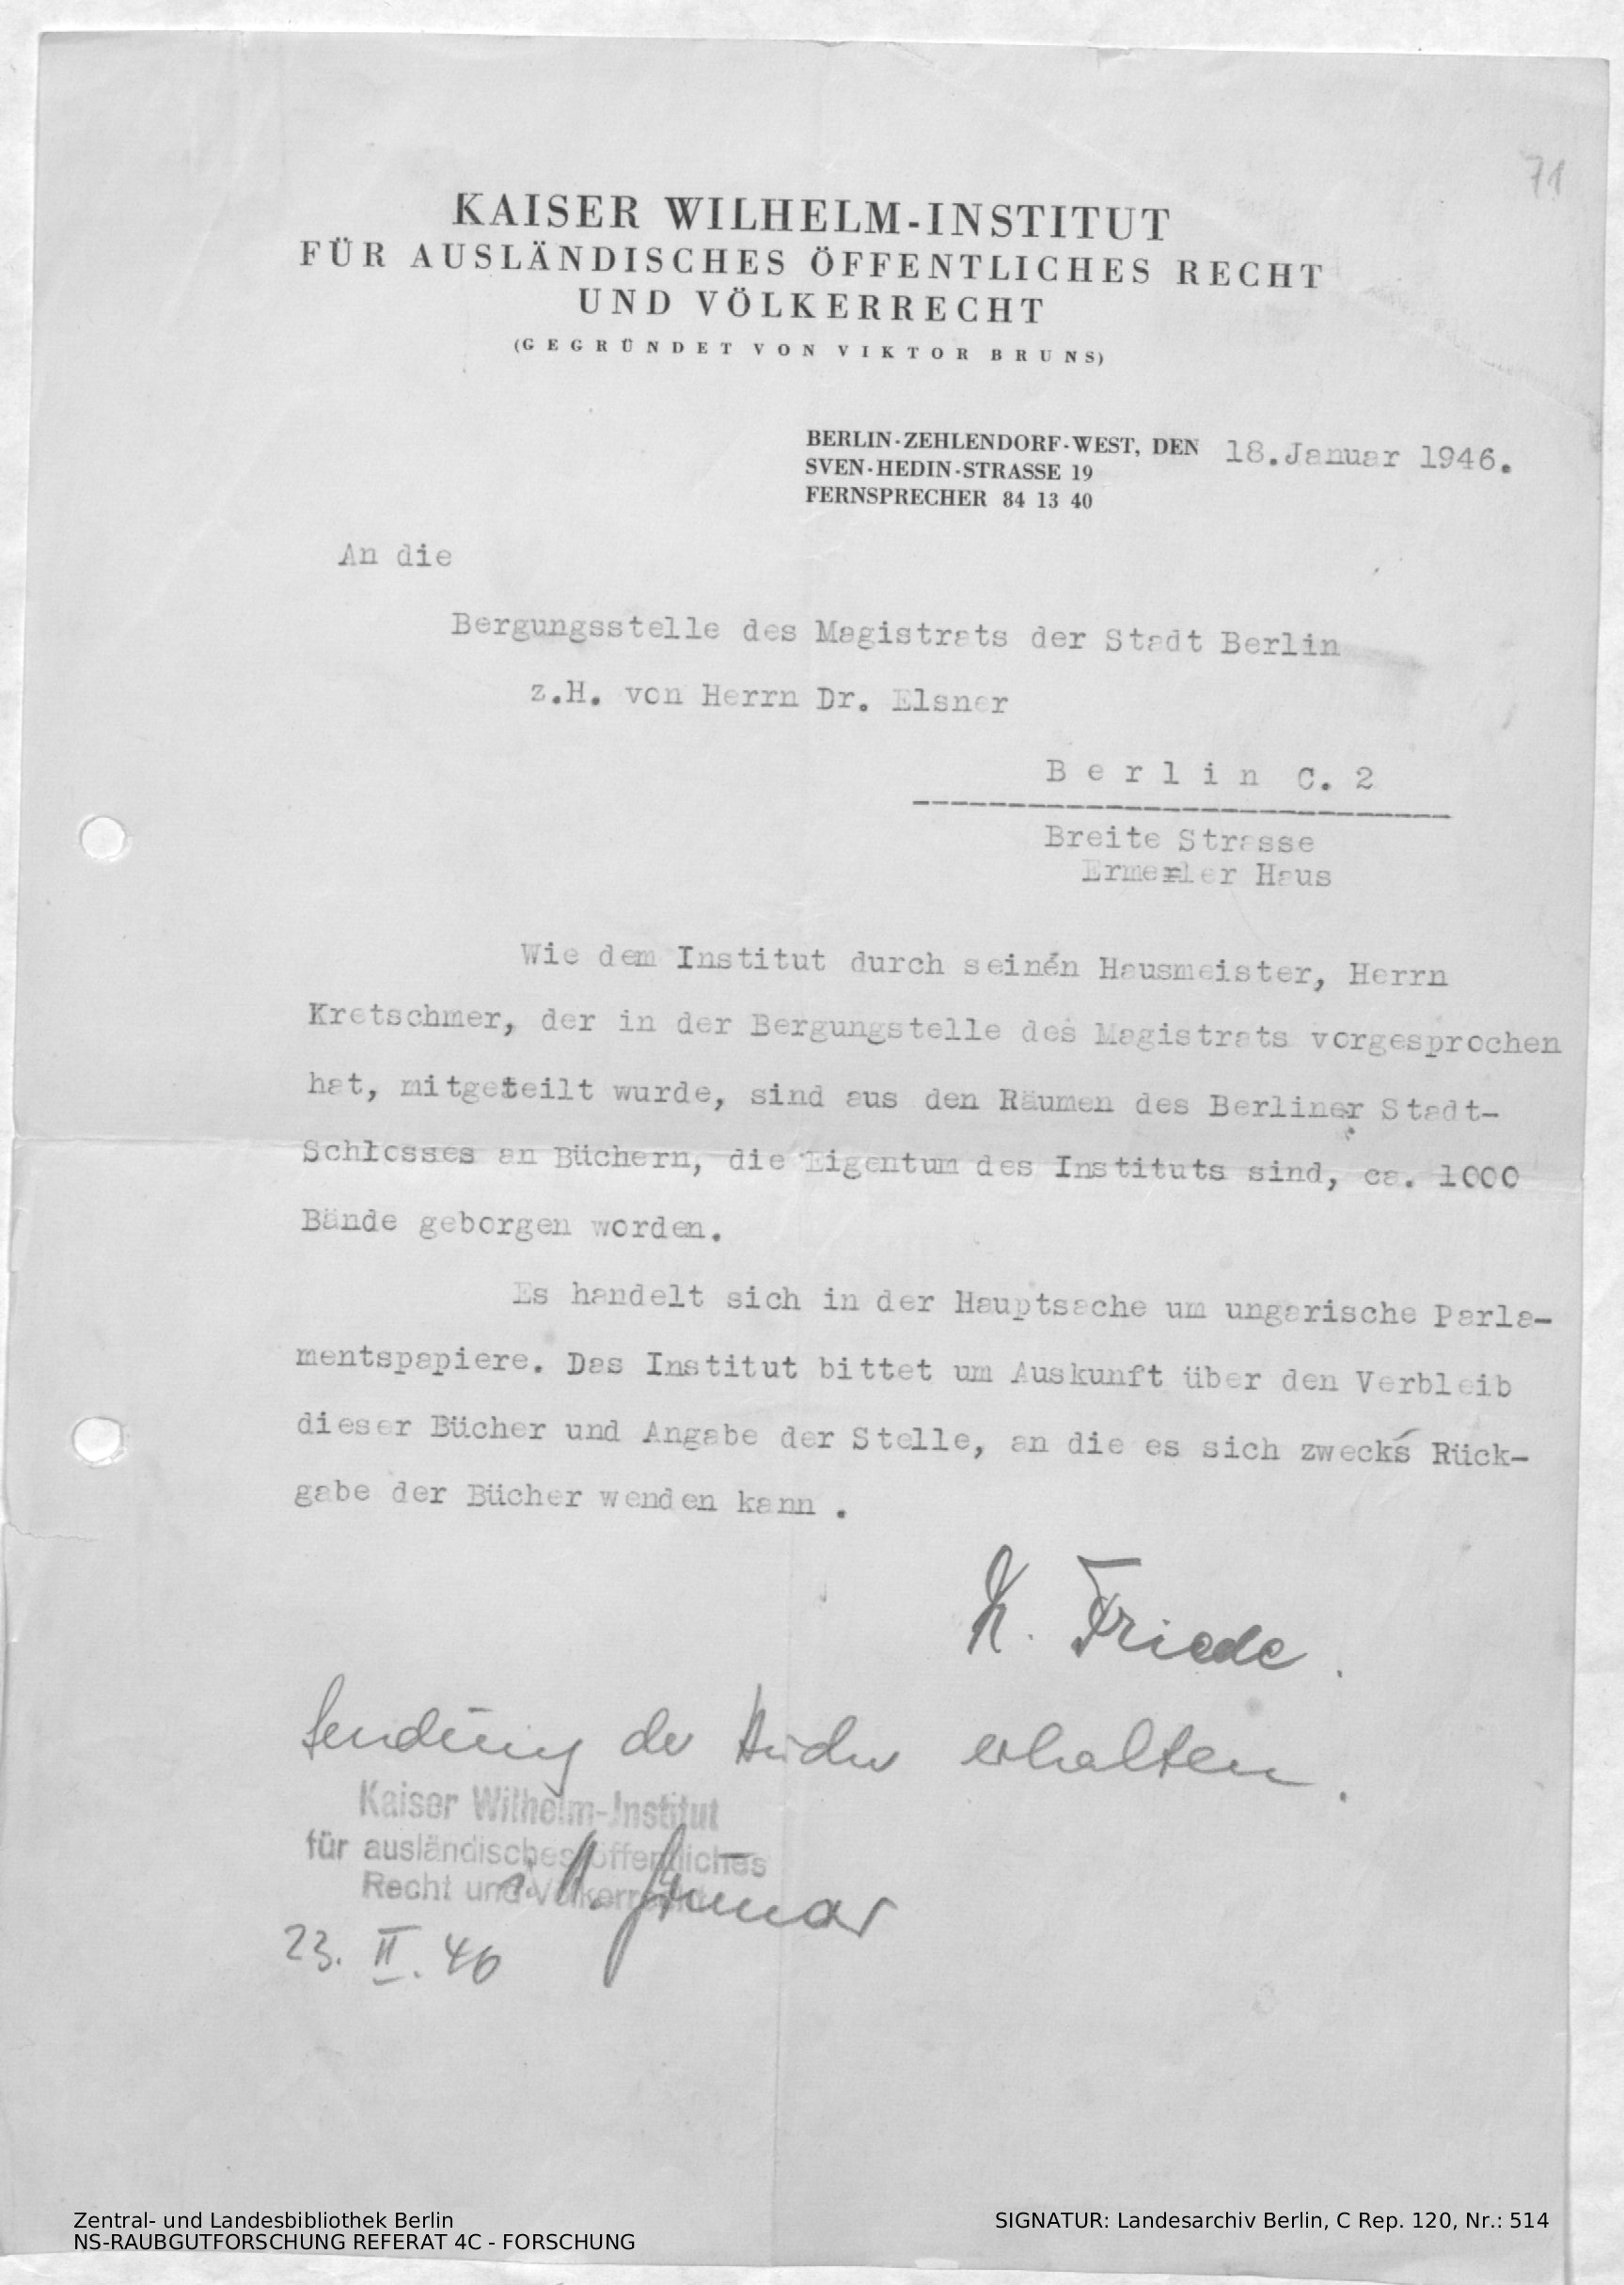 71
KAISER WILHELM-INSTITUT
FÜR AUSLÄNDISCHES ÖFFENTLICHES RECHT
UND VÖLKERRECHT
(GEGRÜNDET VON VIKTOR BRUNS)
BERLIN-ZEHLENDORF-WEST, DEN 18.Januar 1946.
SVEN-HEDIN-STRASSE 19
FERNSPRECHER 84 13 40
An die
Bergungsstelle des Magistrats der Stadt Berlin
z.H. von Herrn Dr. Elsner
Berlin C. 2
Breite Strasse
Ermeler Haus
Wie dem Institut durch seinen Hausmeister, Herrn
Kretschmer, der in der Bergungstelle des Magistrats vorgesprochen
hat, mitgeteilt wurde, sind aus den Räumen des Berliner Stadt-
Schlosses an Büchern, die Eigentum des Instituts sind, ca. 1000
Bände geborgen worden.
Es handelt sich in der Hauptsache um ungarische Parla-
mentspapiere. Das Institut bittet um Auskunft über den Verbleib
dieser Bücher und Angabe der Stelle, an die es sich zwecks Rück-
gabe der Bücher wenden kann .
K. Friede.
Sendung der Bücher erhalten.
Kaiser Wilhelm-Institut
für ausländisches öffentliches
Recht und Völkerrecht
i. A.
23. II. 46
Zentral- und Landesbibliothek Berlin
NS-RAUBGUTFORSCHUNG REFERAT 4C - FORSCHUNG
SIGNATUR: Landesarchiv Berlin, C Rep. 120, Nr.: 514